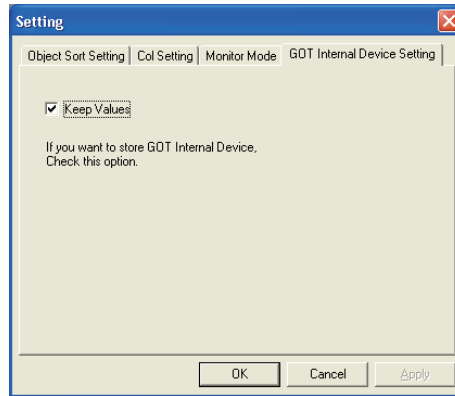 Setting
Object Sort Setting Col Setting Monitor Mode GOT Internal Device Setting
Keep Values
If you want to store GOT Internal Device,
Check this option.
OK Cancel Apply